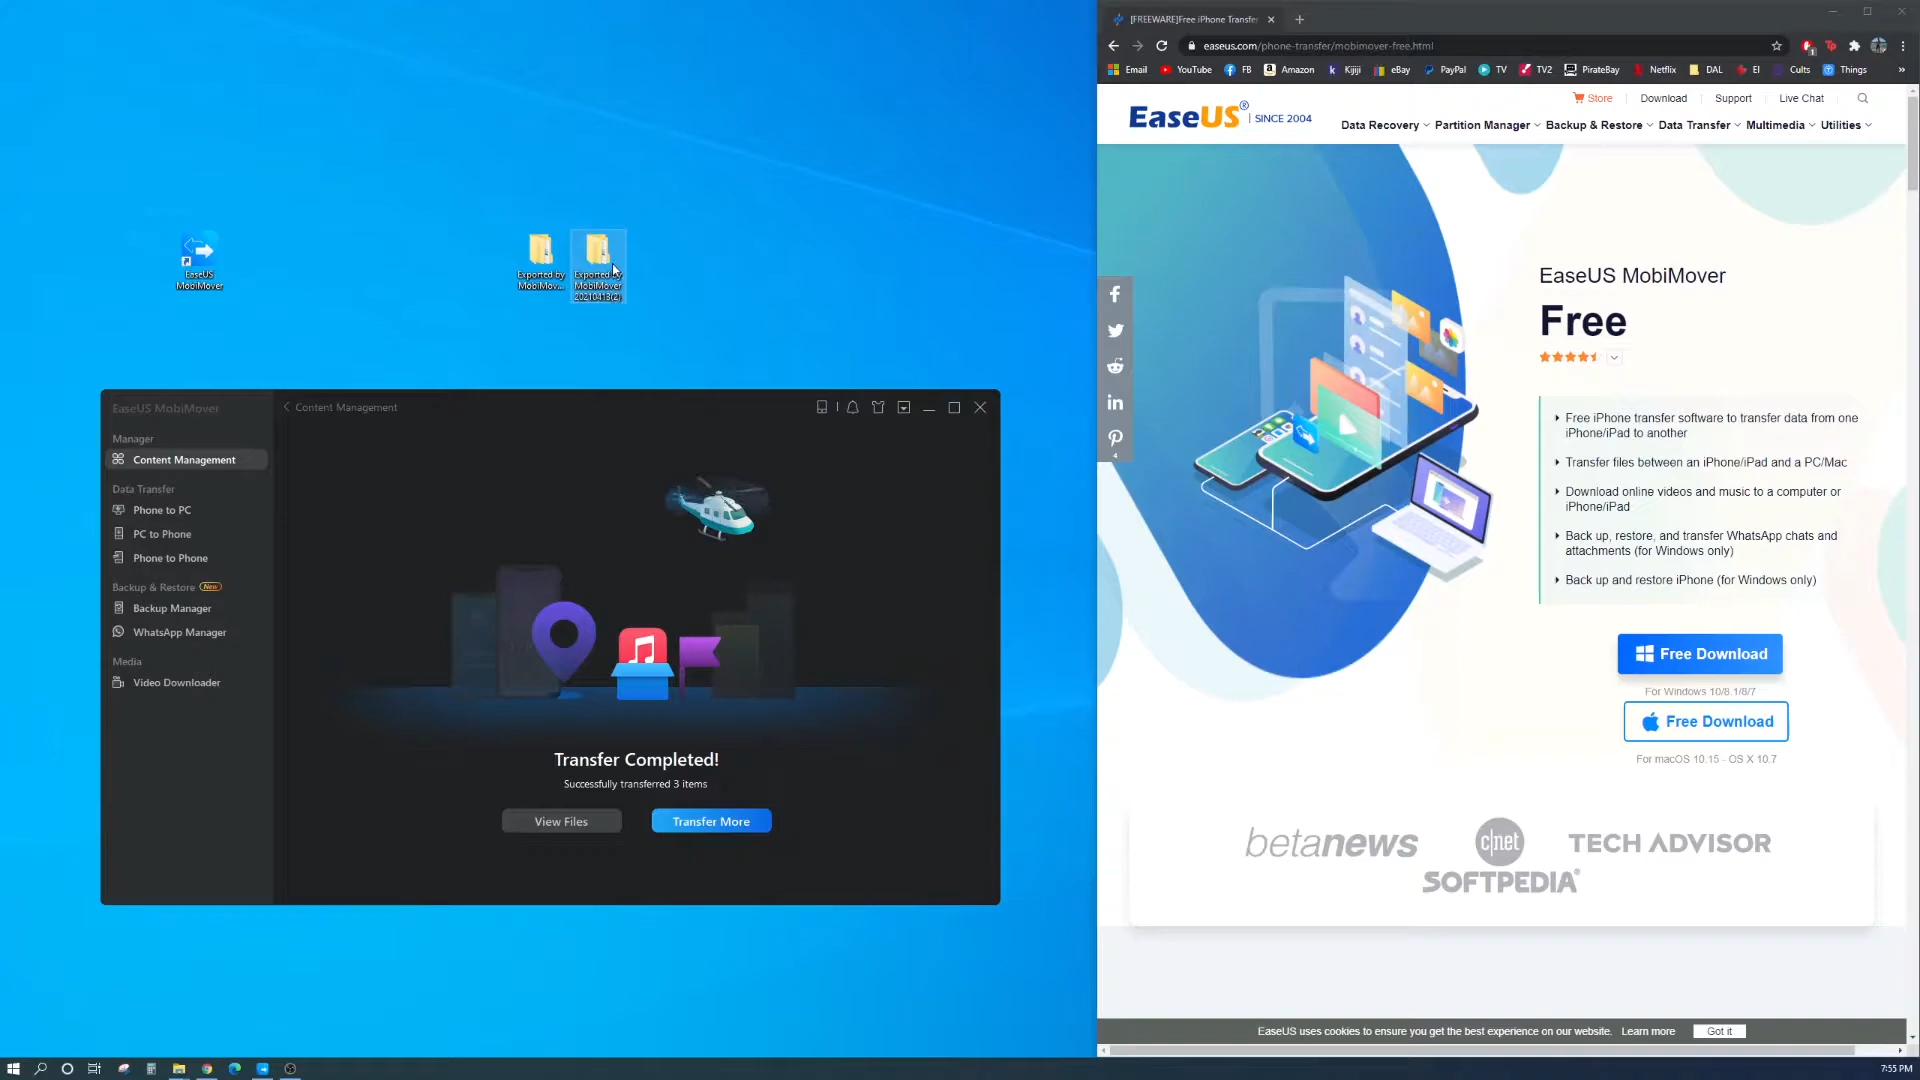 EaseUS
MobiMover
Exported by
MobiMov...
Exported by
MobiMover
20210413(2)
EaseUS MobiMover
Content Management
Manager
Content Management
Data Transfer
Phone to PC
PC to Phone
Phone to Phone
Backup & Restore New
Backup Manager
WhatsApp Manager
Media
Video Downloader
Transfer Completed!
Successfully transferred 3 items
View Files
Transfer More
[FREEWARE]Free iPhone Transfer
easeus.com/phone-transfer/mobimover-free.html
Email YouTube FB Amazon Kijiji eBay PayPal TV TV2 PirateBay Netflix DAL EI Cults Things
Store Download Support Live Chat
EaseUS® | SINCE 2004
Data Recovery Partition Manager Backup & Restore Data Transfer Multimedia Utilities
EaseUS MobiMover
Free
Free iPhone transfer software to transfer data from one
iPhone/iPad to another
Transfer files between an iPhone/iPad and a PC/Mac
Download online videos and music to a computer or
iPhone/iPad
Back up, restore, and transfer WhatsApp chats and
attachments (for Windows only)
Back up and restore iPhone (for Windows only)
4
Free Download
For Windows 10/8.1/8/7
Free Download
For macOS 10.15 - OS X 10.7
betanews
c|net
TECH ADVISOR
SOFTPEDIA®
EaseUS uses cookies to ensure you get the best experience on our website. Learn more Got it
7:55 PM